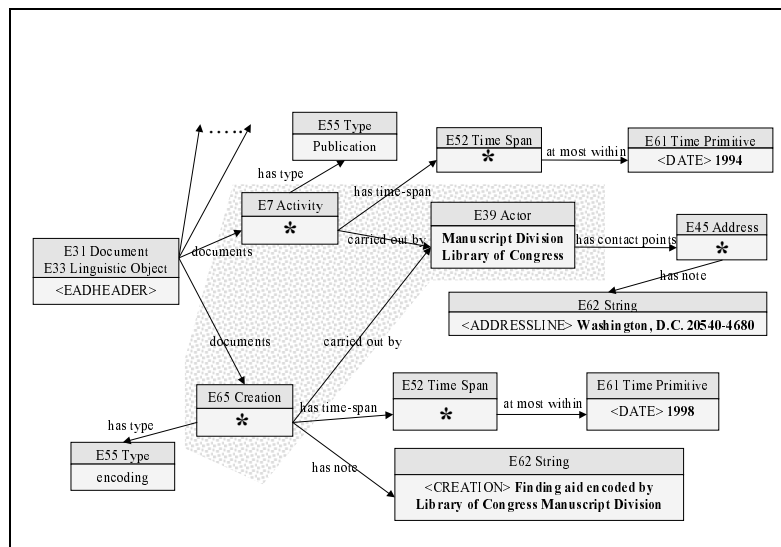 .....
E55 Type
Publication
has type
E52 Time Span
*
at most within
E61 Time Primitive
<DATE> 1994
has time-span
E7 Activity
*
carried out by
E39 Actor
Manuscript Division
Library of Congress
has contact points
E45 Address
*
has note
E62 String
<ADDRESSLINE> Washington, D.C. 20540-4680
E31 Document
E33 Linguistic Object
<EADHEADER>
documents
documents
carried out by
E65 Creation
*
has type
E55 Type
encoding
has time-span
E52 Time Span
*
at most within
E61 Time Primitive
<DATE> 1998
has note
E62 String
<CREATION> Finding aid encoded by
Library of Congress Manuscript Division